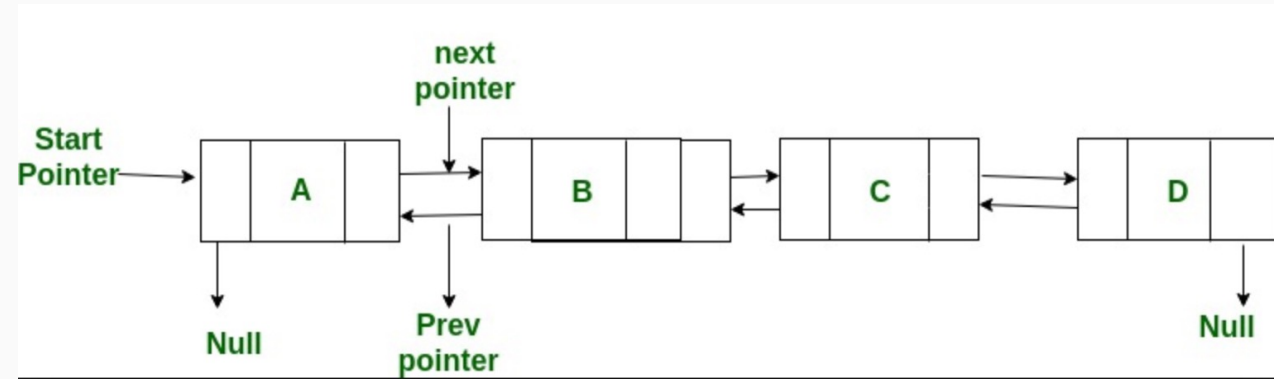 next
pointer
Start
Pointer
A
B
C
D
Null
Prev
pointer
Null